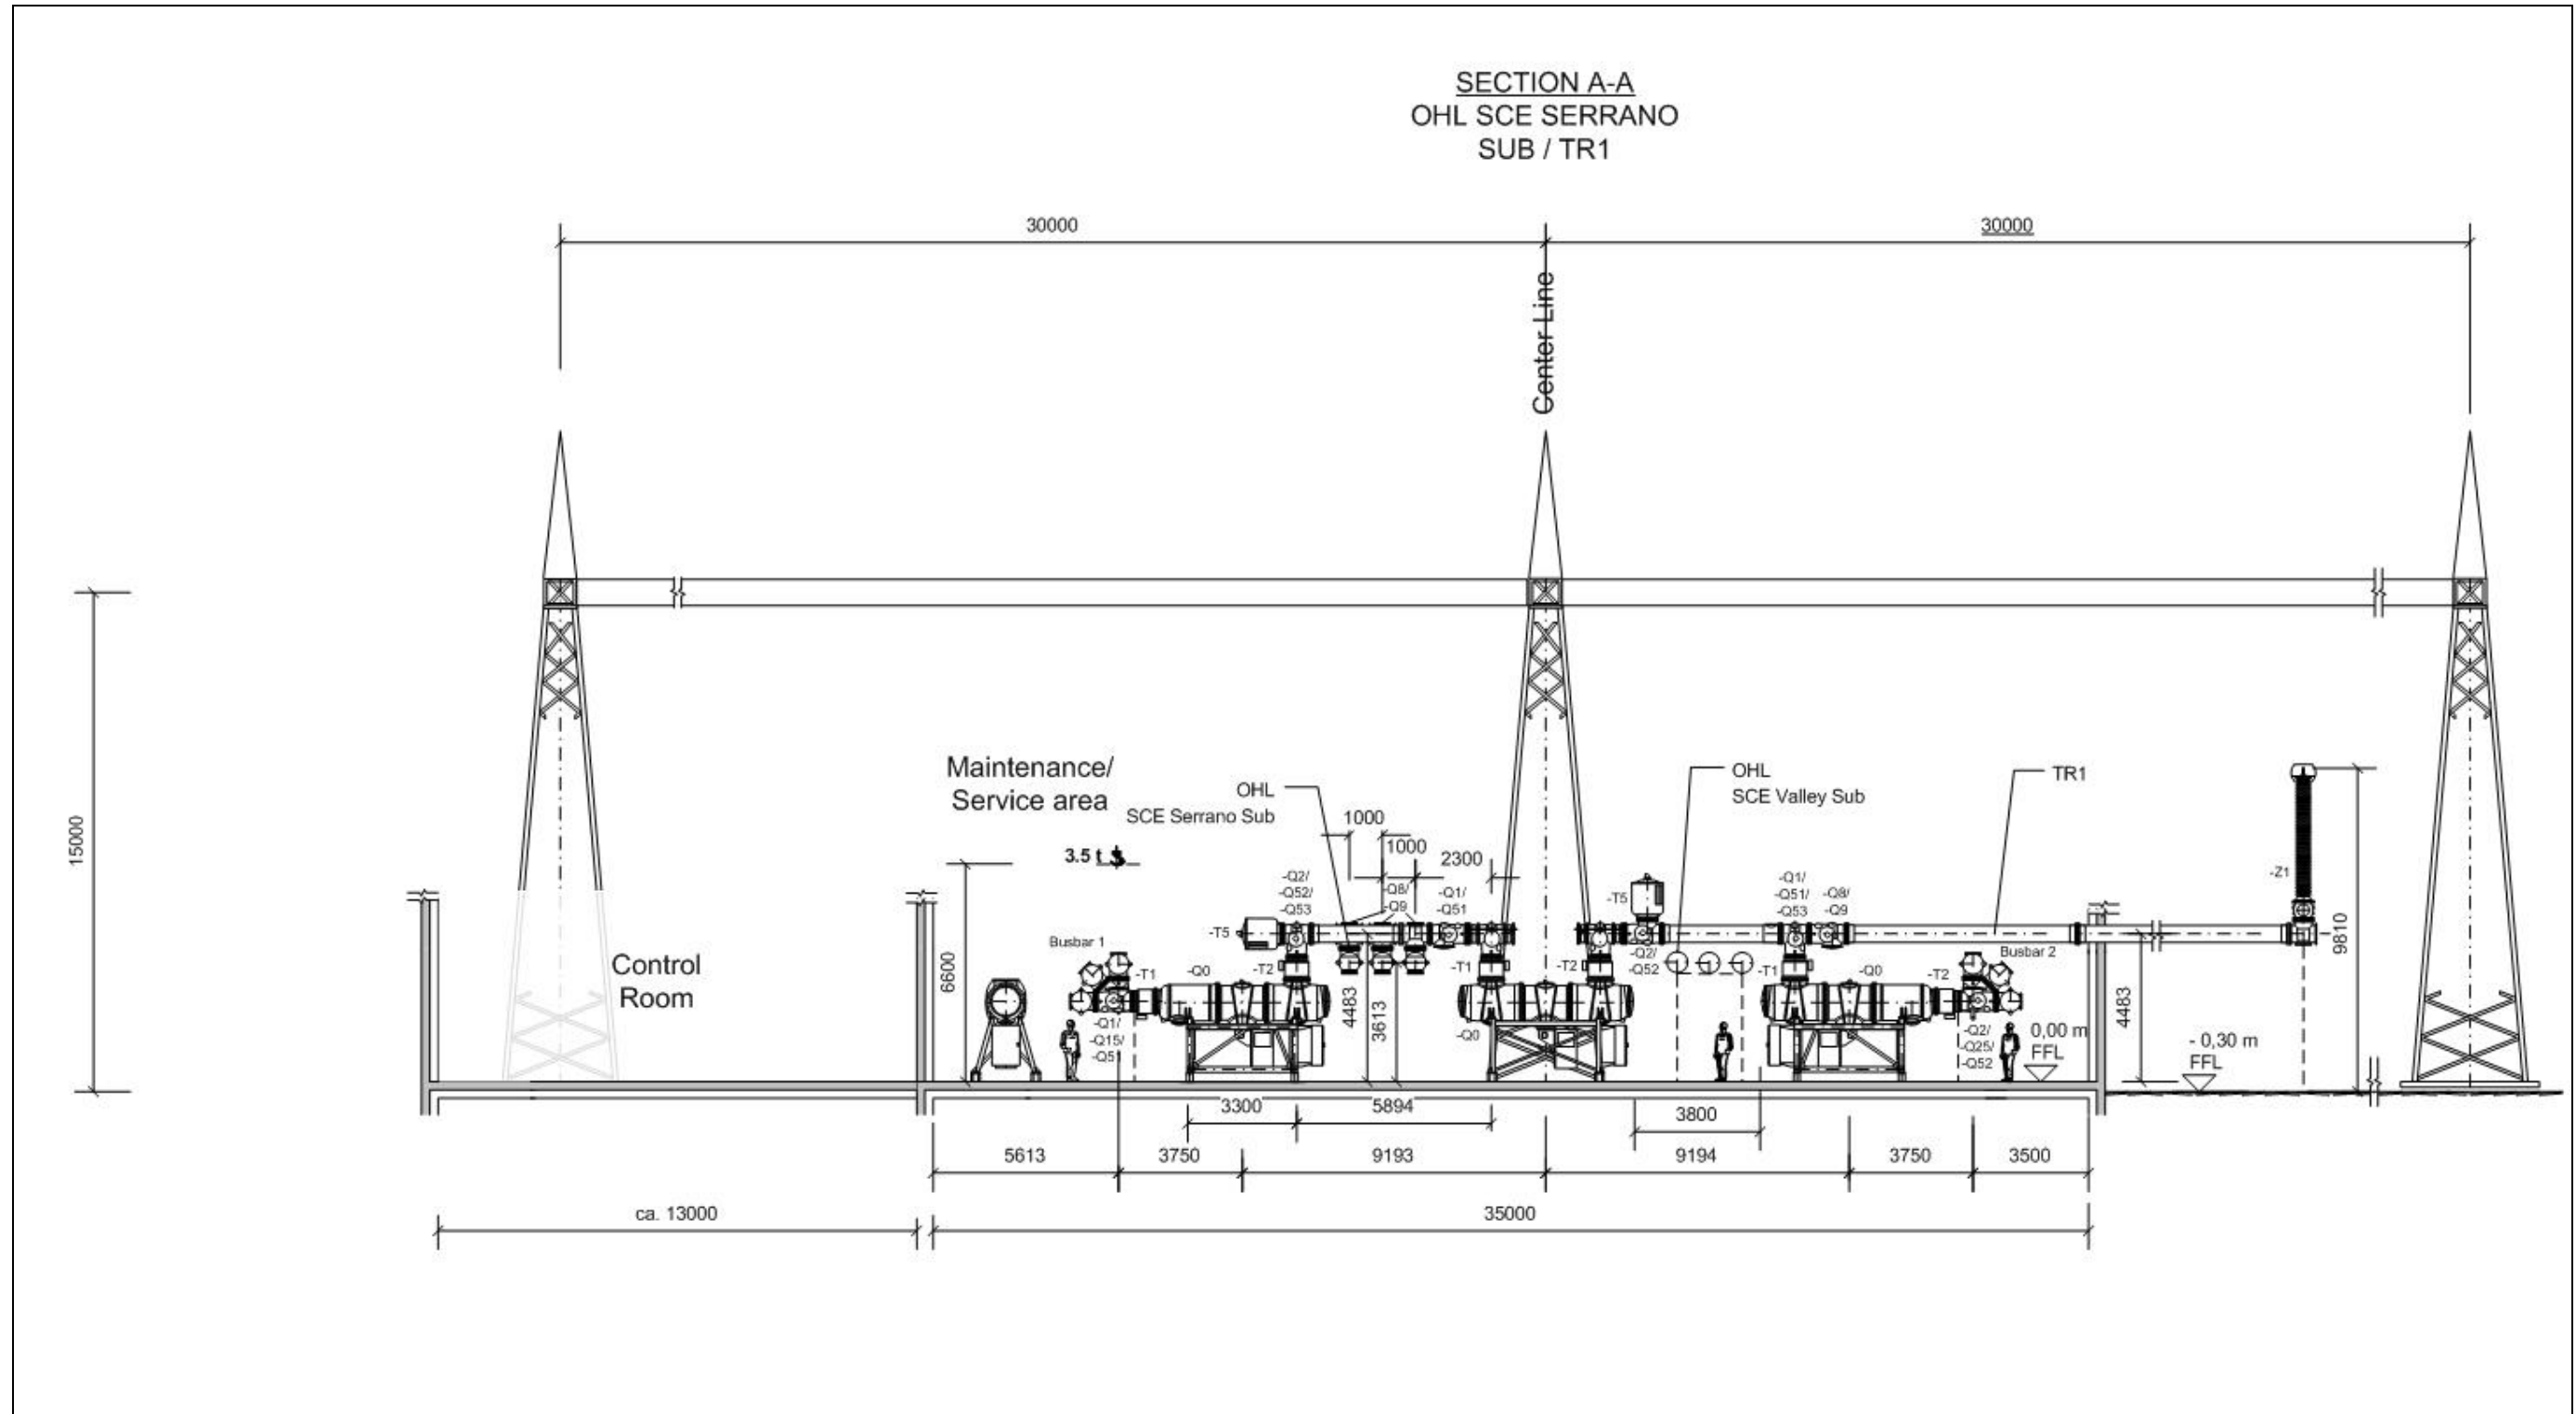 SECTION A-A
OHL SCE SERRANO
SUB / TR1
30000
30000
Center Line
15000
Maintenance/
Service area
3.5 t
OHL
SCE Serrano Sub
1000
1000
2300
OHL
SCE Valley Sub
TR1
6600
Control
Room
Busbar 1
-T1
-Q0
-T2
-Q1/
-Q15/
-Q51
-T5
-Q2/
-Q52/
-Q53
-Q8/
-Q9
-Q1/
-Q51
4483
3613
-T1
-T2
-Q0
-T5
-Q2/
-Q52
-Q1/
-Q51/
-Q53
-Q8/
-Q9
-T1
-Q0
-T2
Busbar 2
-Q2/
-Q25/
-Q52
0,00 m
FFL
4483
- 0,30 m
FFL
-Z1
9810
3300
5894
3800
5613
3750
9193
9194
3750
3500
ca. 13000
35000